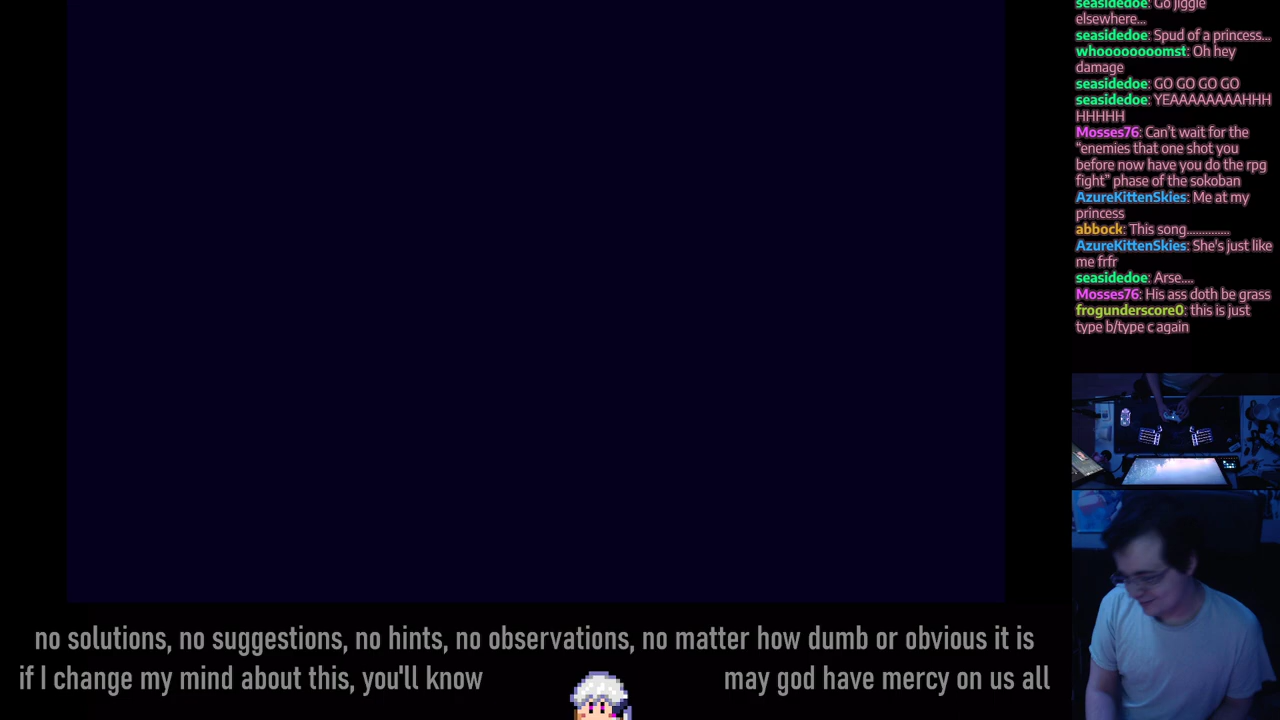 seasidedoe: Go jiggle
elsewhere...
seasidedoe: Spud of a princess...
whoooooooomst: Oh hey
damage
seasidedoe: GO GO GO GO
seasidedoe: YEAAAAAAAAHHH
HHHHHH
Mosses76: Can't wait for the
“enemies that one shot you
before now have you do the rpg
fight” phase of the sokoban
AzureKittenSkies: Me at my
princess
abbock: This song..............
AzureKittenSkies: She's just like
me frfr
seasidedoe: Arse....
Mosses76: His ass doth be grass
frogunderscore0: this is just
type b/type c again
no solutions, no suggestions, no hints, no observations, no matter how dumb or obvious it is
if I change my mind about this, you'll know may god have mercy on us all